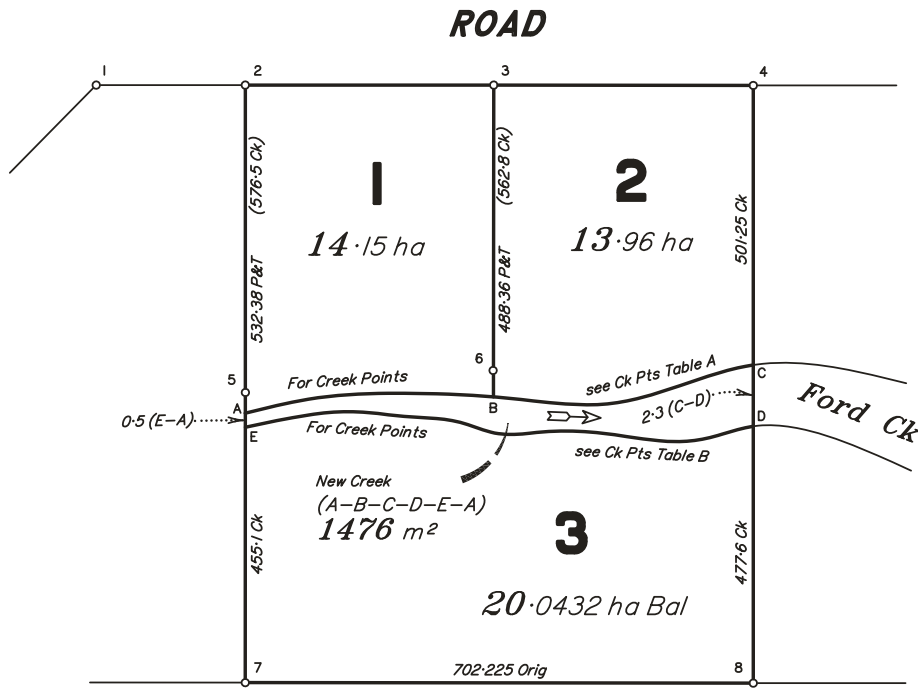 ROAD
1
2
3
4
(576·5 Ck)
(562·8 Ck)
1
14·15 ha
2
13·96 ha
501·25 Ck
532·38 P&T
488·36 P&T
5
6
For Creek Points
see Ck Pts Table A
A
B
C
0·5 (E–A)
2·3 (C–D)
Ford Ck
E
D
For Creek Points
see Ck Pts Table B
New Creek
(A–B–C–D–E–A)
1476 m²
3
455·1 Ck
477·6 Ck
20·0432 ha Bal
7
702·225 Orig
8